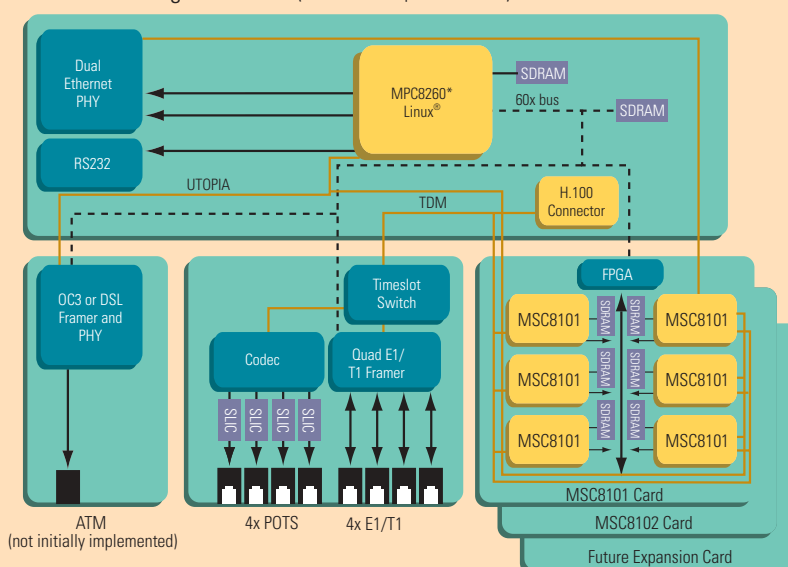 Dual
Ethernet
PHY
MPC8260*
Linux®
SDRAM
60x bus
SDRAM
RS232
UTOPIA
TDM
H.100
Connector
OC3 or DSL
Framer and
PHY
Timeslot
Switch
Codec
Quad E1/
T1 Framer
SLIC
SLIC
SLIC
SLIC
FPGA
MSC8101
SDRAM
SDRAM
MSC8101
MSC8101
SDRAM
SDRAM
MSC8101
MSC8101
SDRAM
SDRAM
MSC8101
MSC8101 Card
ATM
(not initially implemented)
4x POTS
4x E1/T1
MSC8102 Card
Future Expansion Card